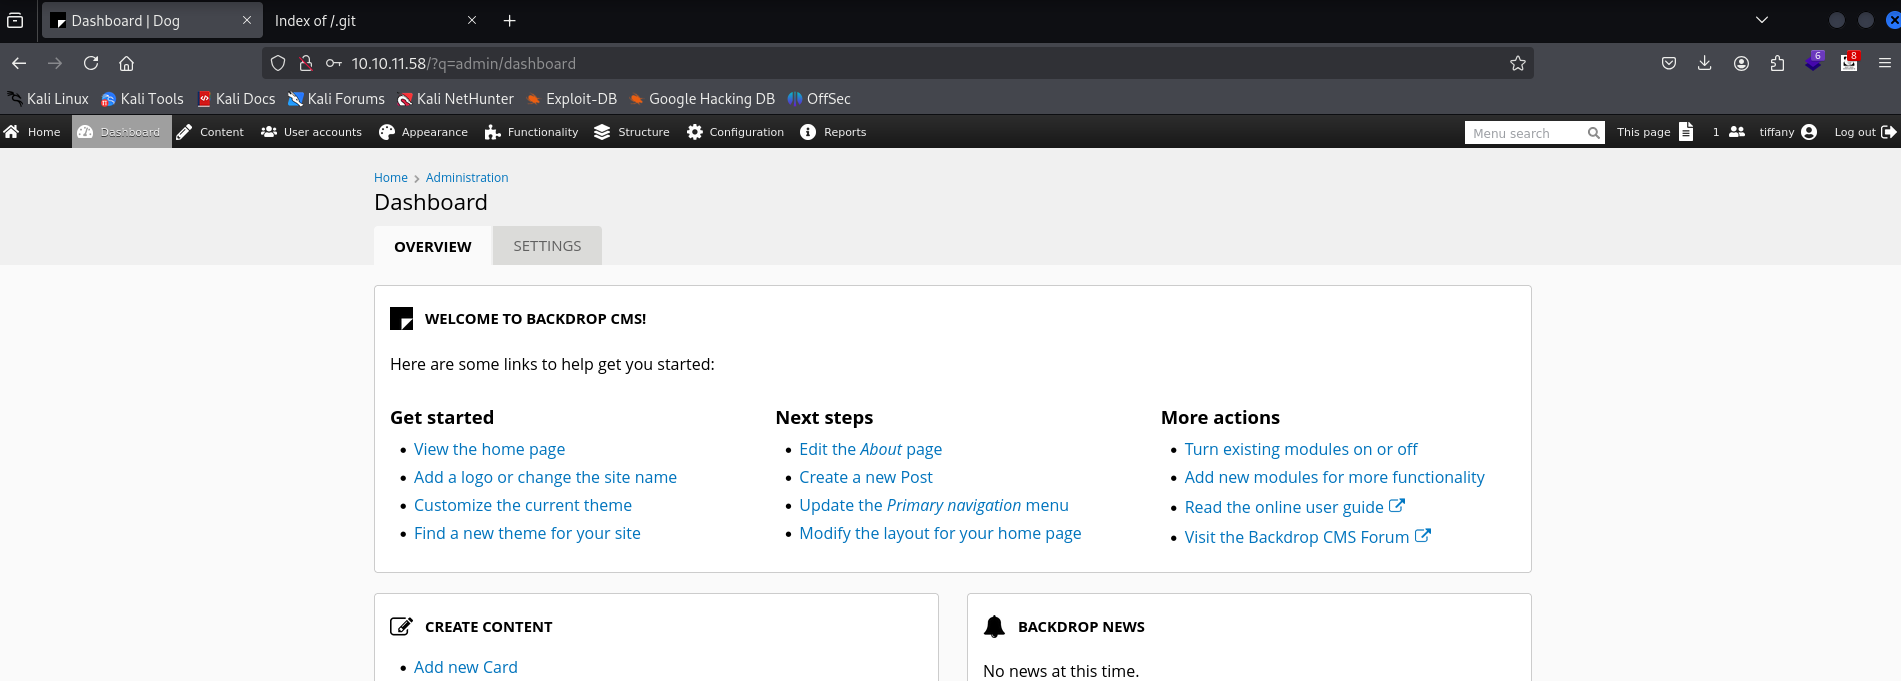 Dashboard | Dog
Index of /.git
10.10.11.58/?q=admin/dashboard
6
8
Kali Linux Kali Tools Kali Docs Kali Forums Kali NetHunter Exploit-DB Google Hacking DB OffSec
Home Dashboard Content User accounts Appearance Functionality Structure Configuration Reports Menu search This page 1 tiffany Log out
Home › Administration
Dashboard
OVERVIEW SETTINGS
WELCOME TO BACKDROP CMS!
Here are some links to help get you started:
Get started
View the home page
Add a logo or change the site name
Customize the current theme
Find a new theme for your site
Next steps
Edit the About page
Create a new Post
Update the Primary navigation menu
Modify the layout for your home page
More actions
Turn existing modules on or off
Add new modules for more functionality
Read the online user guide
Visit the Backdrop CMS Forum
CREATE CONTENT
Add new Card
BACKDROP NEWS
No news at this time.